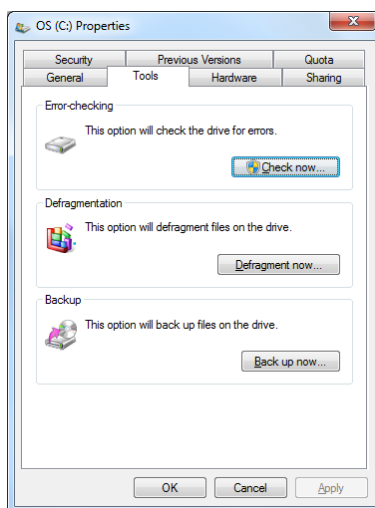 OS (C:) Properties
Security Previous Versions Quota
General Tools Hardware Sharing
Error-checking
This option will check the drive for errors.
Check now...
Defragmentation
This option will defragment files on the drive.
Defragment now...
Backup
This option will back up files on the drive.
Back up now...
OK Cancel Apply